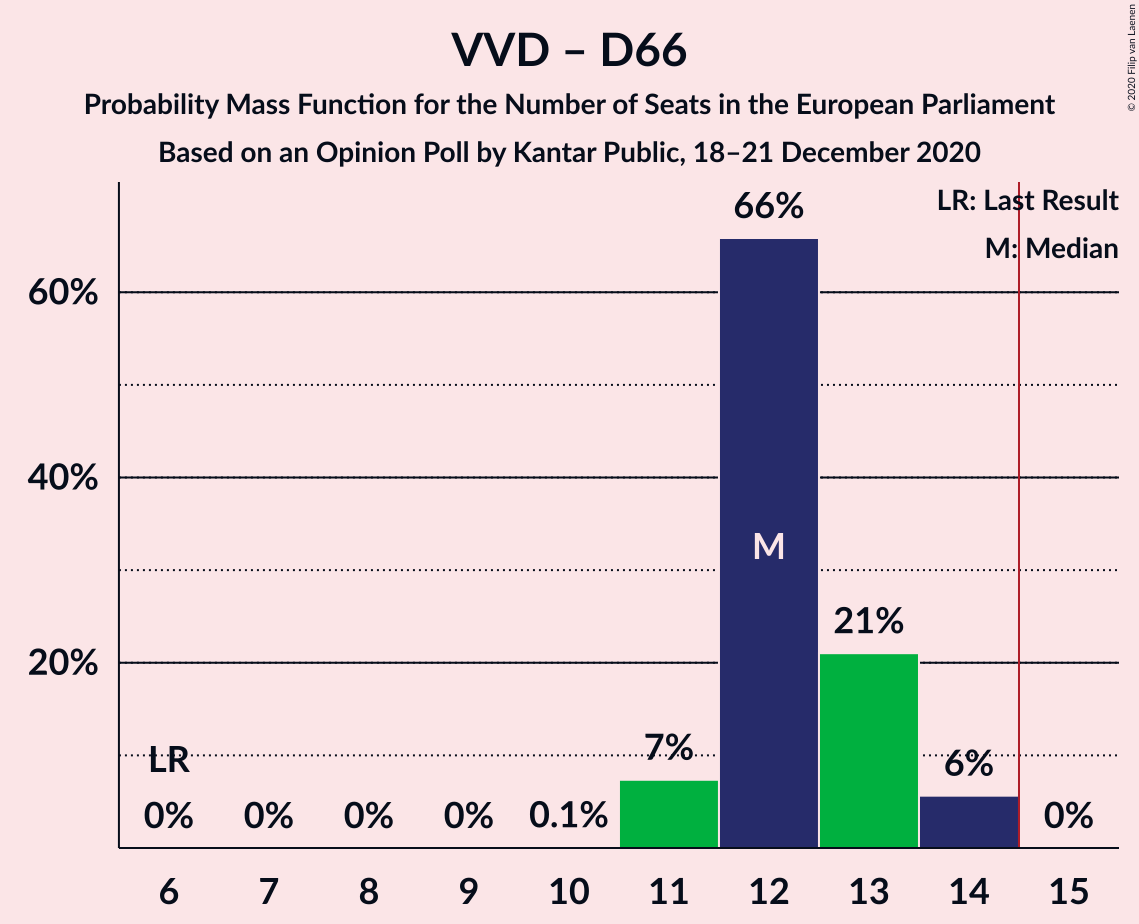 VVD – D66
Probability Mass Function for the Number of Seats in the European Parliament
Based on an Opinion Poll by Kantar Public, 18–21 December 2020
© 2020 Filip van Laenen
LR: Last Result
M: Median
60%
40%
20%
66%
M
21%
7%
6%
LR
0%
0%
0%
0%
0.1%
0%
6 7 8 9 10 11 12 13 14 15